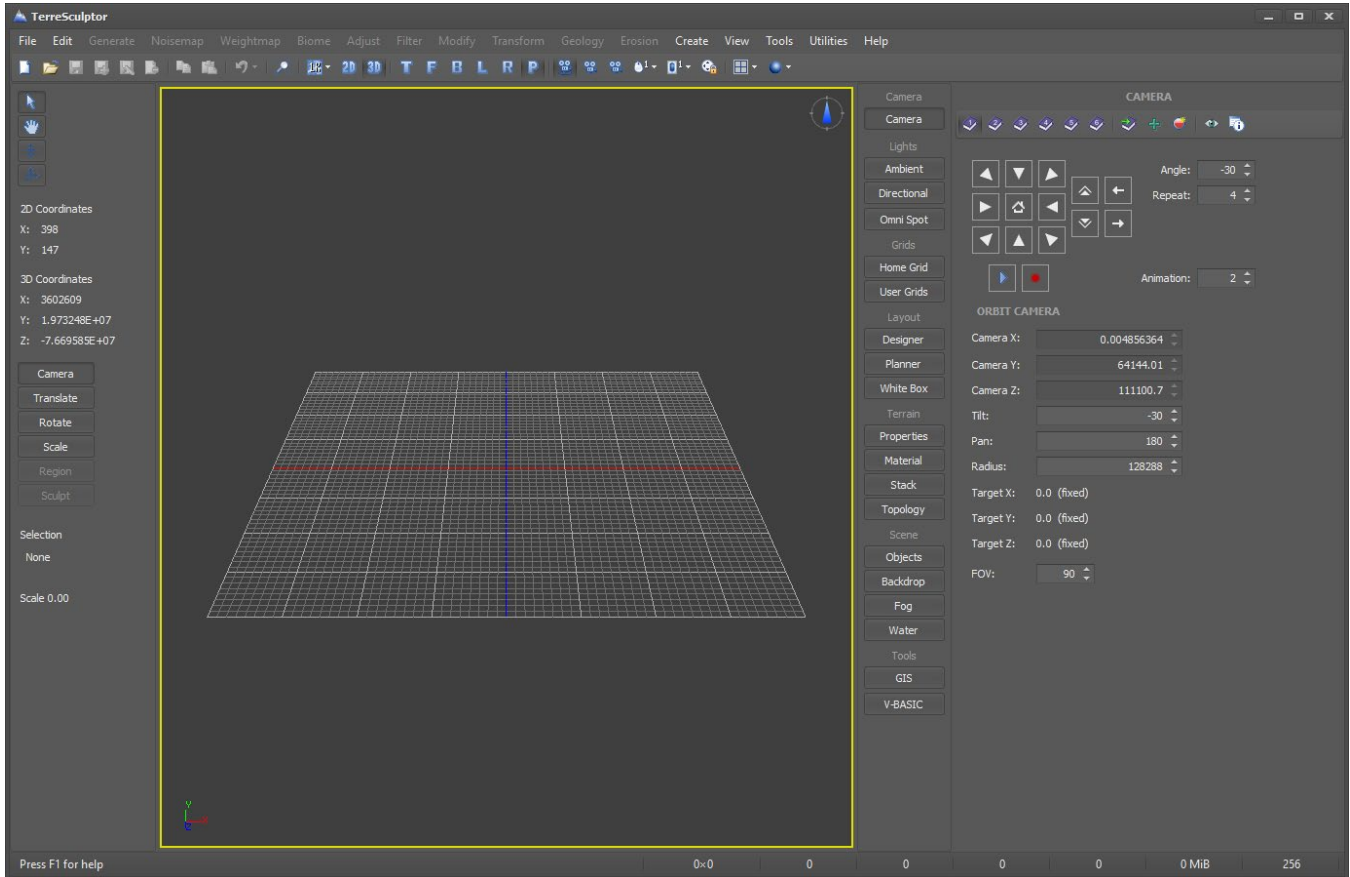 TerreSculptor
File Edit Generate Noisemap Weightmap Biome Adjust Filter Modify Transform Geology Erosion Create View Tools Utilities Help
2D 3D T F B L R P
2D Coordinates
X: 398
Y: 147
3D Coordinates
X: 3602609
Y: 1.973248E+07
Z: -7.669585E+07
Camera
Translate
Rotate
Scale
Region
Sculpt
Selection
None
Scale 0.00
Y
Camera
Camera
Lights
Ambient
Directional
Omni Spot
Grids
Home Grid
User Grids
Layout
Designer
Planner
White Box
Terrain
Properties
Material
Stack
Topology
Scene
Objects
Backdrop
Fog
Water
Tools
GIS
V-BASIC
CAMERA
1 2 3 4 5 6
Angle: -30
Repeat: 4
Animation: 2
ORBIT CAMERA
Camera X: 0.004856364
Camera Y: 64144.01
Camera Z: 111100.7
Tilt: -30
Pan: 180
Radius: 128288
Target X: 0.0 (fixed)
Target Y: 0.0 (fixed)
Target Z: 0.0 (fixed)
FOV: 90
Press F1 for help 0×0 0 0 0 0 0 MiB 256